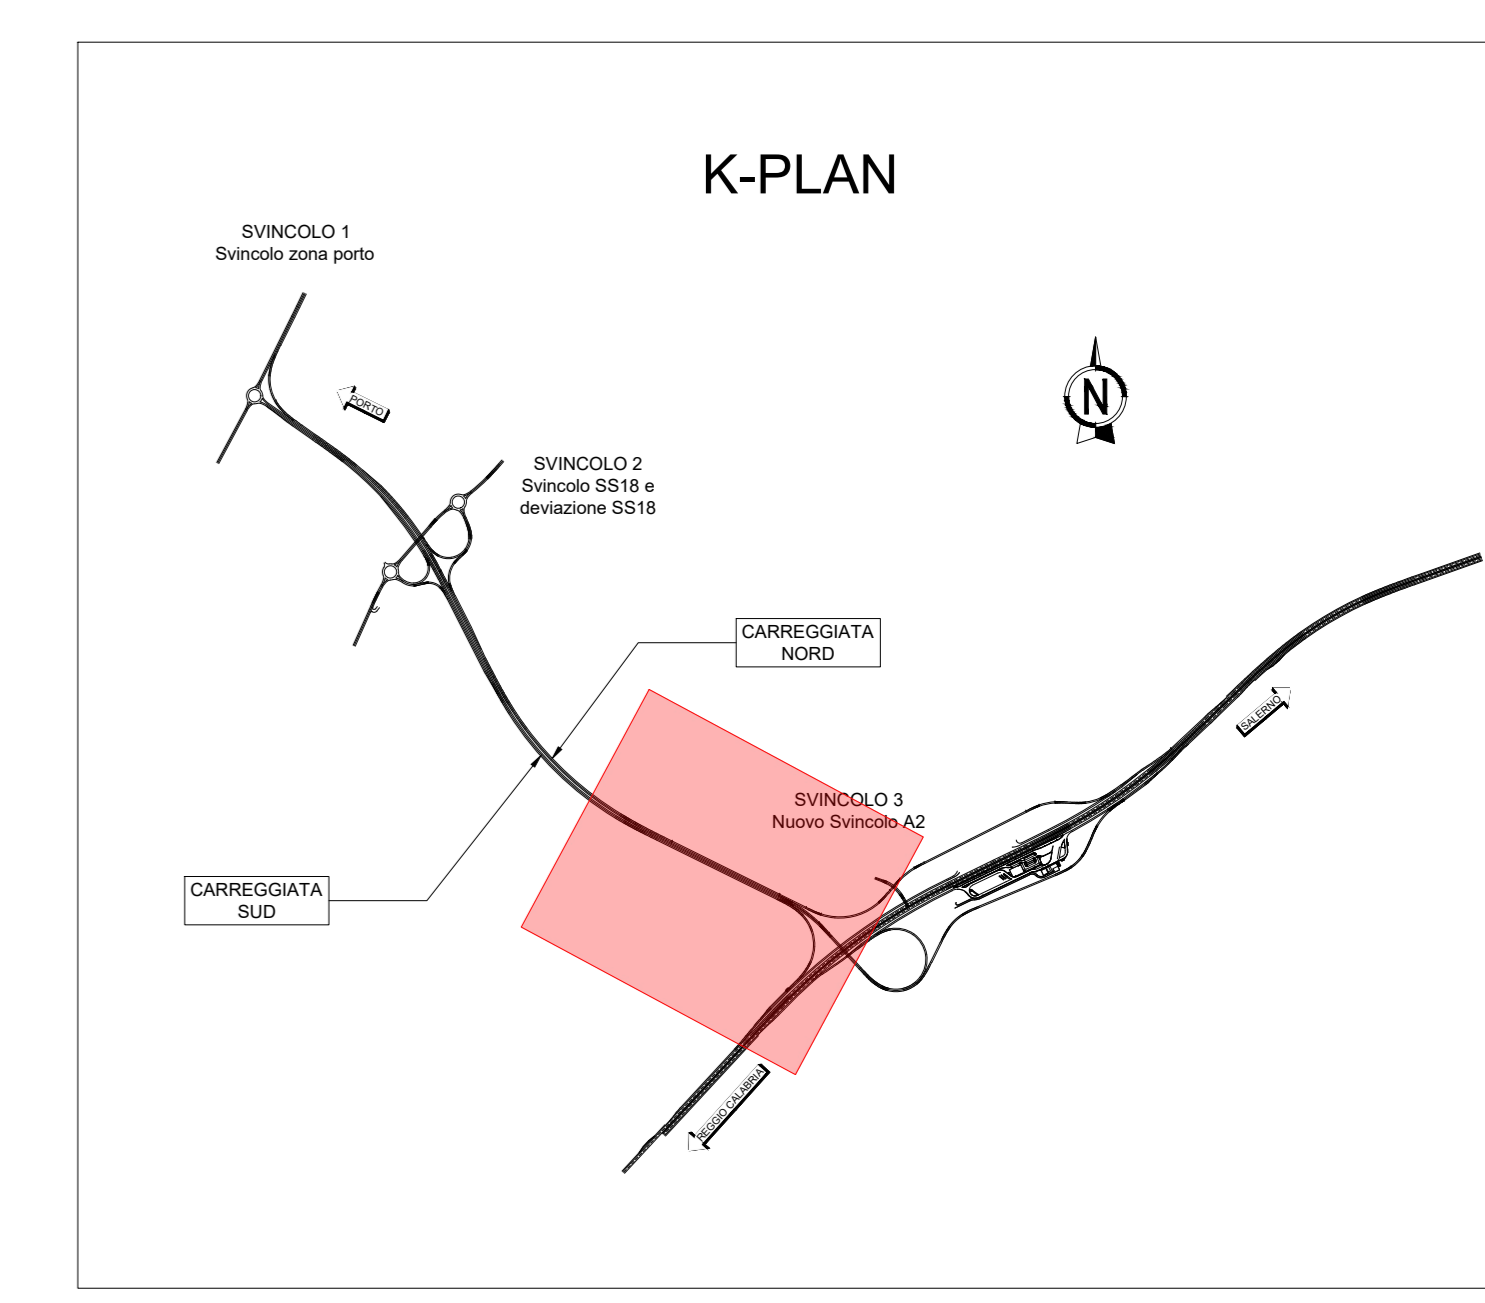 K-PLAN
SVINCOLO 1
Svincolo zona porto
N
PORTO
SVINCOLO 2
Svincolo SS18 e
deviazione SS18
CARREGGIATA
NORD
SALERNO
SVINCOLO 3
Nuovo Svincolo A2
CARREGGIATA
SUD
REGGIO CALABRIA